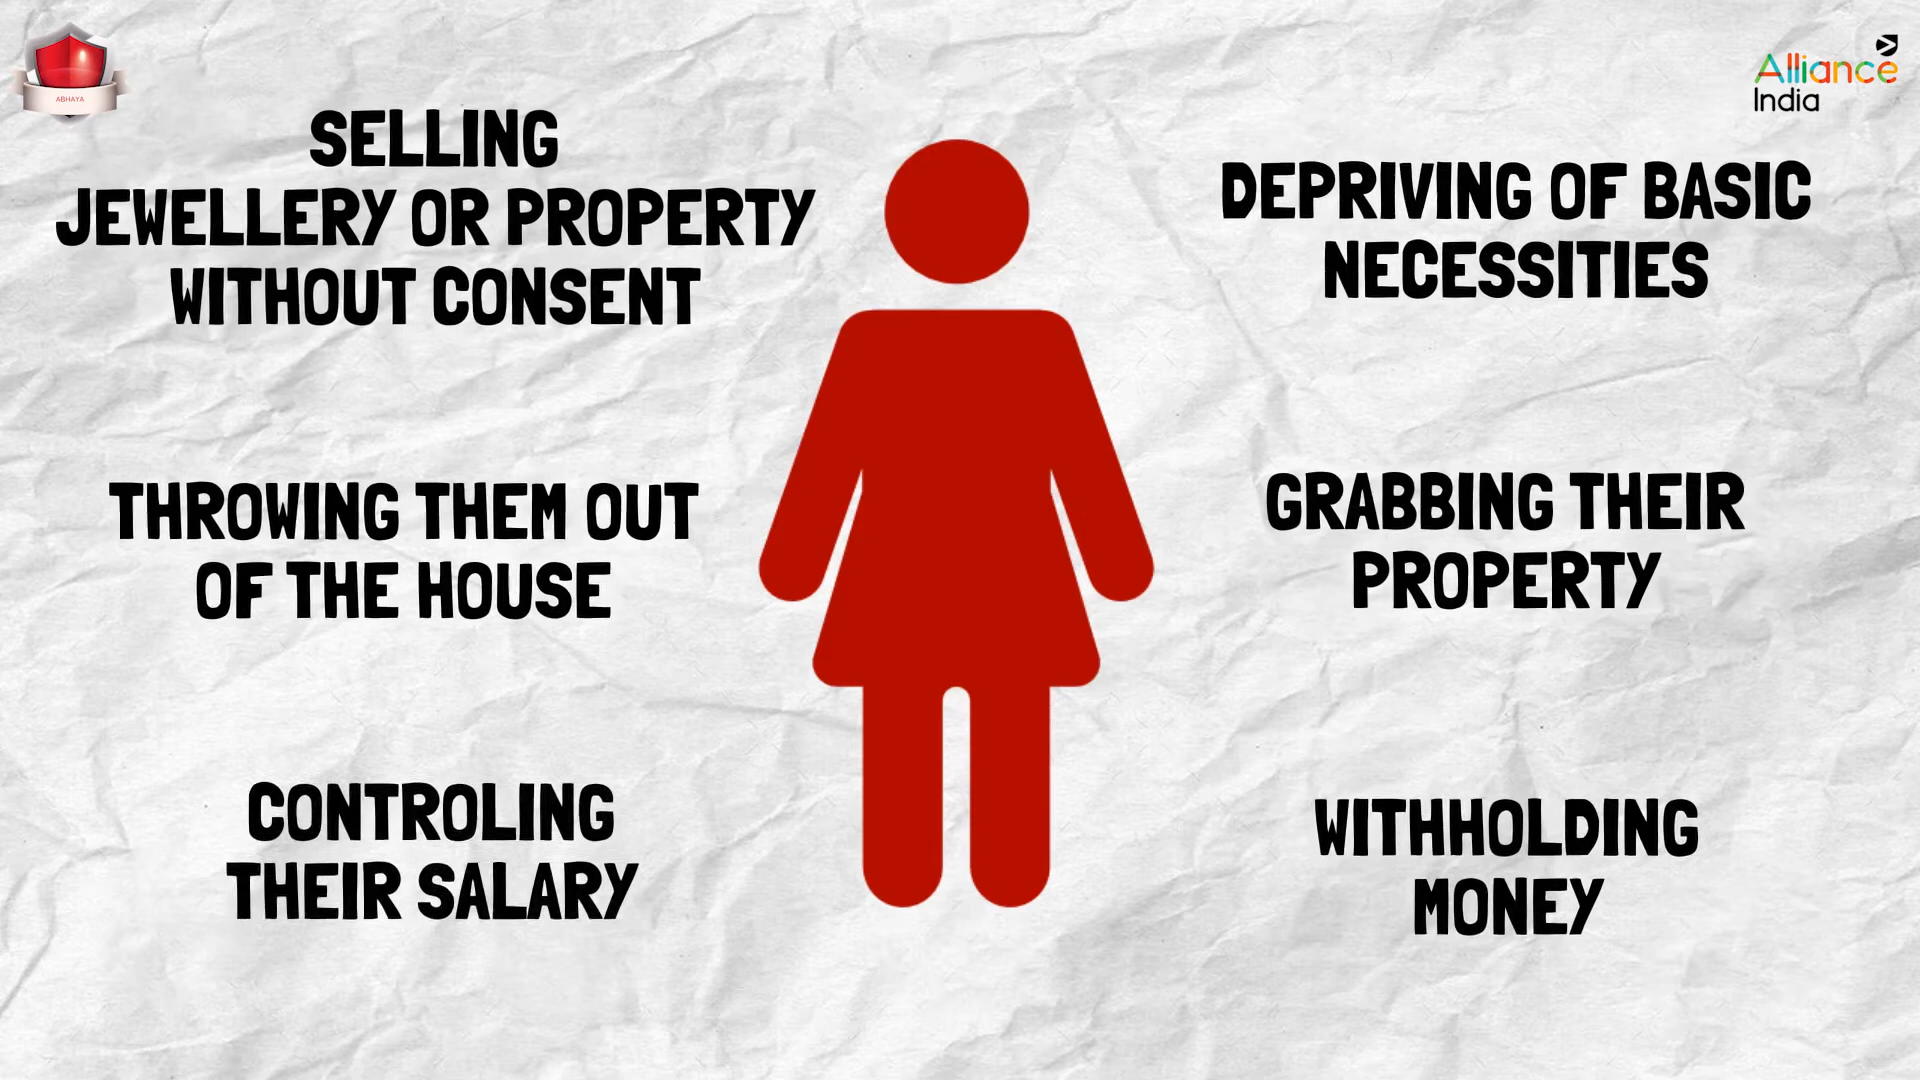 ABHAYA
Alliance
India
SELLING
JEWELLERY OR PROPERTY
WITHOUT CONSENT
DEPRIVING OF BASIC
NECESSITIES
THROWING THEM OUT
OF THE HOUSE
GRABBING THEIR
PROPERTY
CONTROLING
THEIR SALARY
WITHHOLDING
MONEY